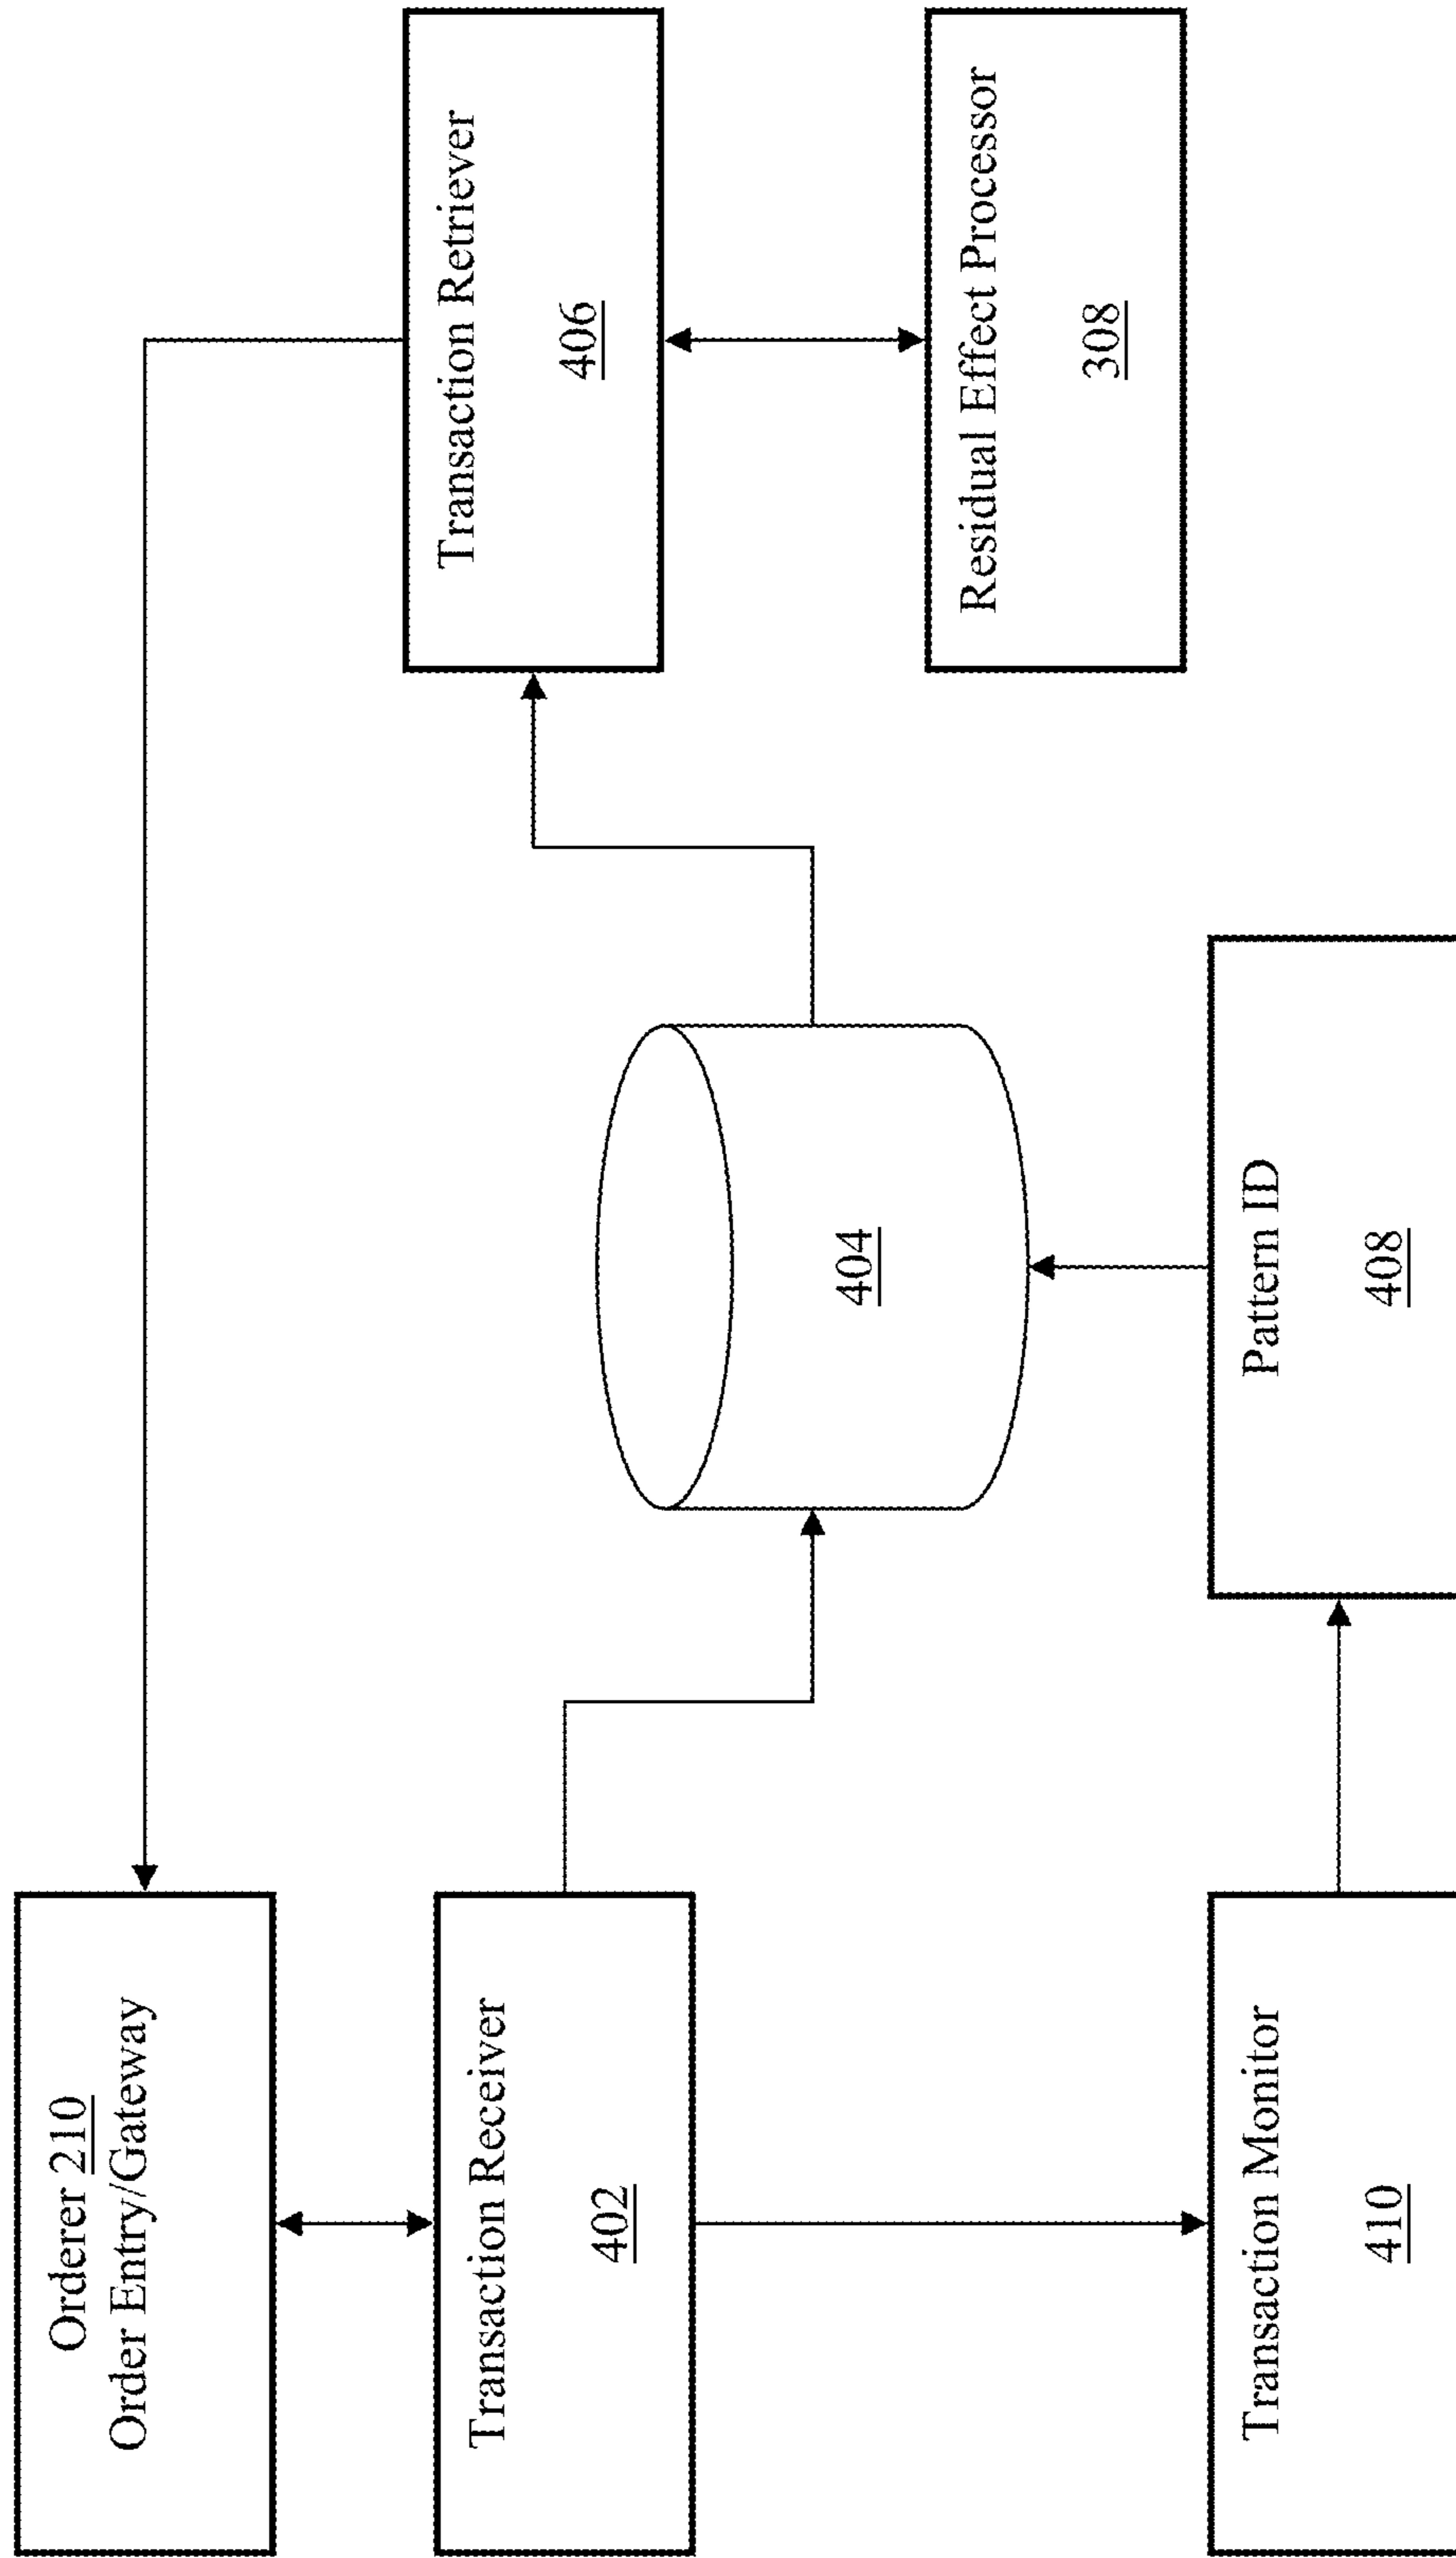 Orderer 210
Order Entry/Gateway
Transaction Receiver
402
Transaction Retriever
406
404
Residual Effect Processor
308
Transaction Monitor
410
Pattern ID
408